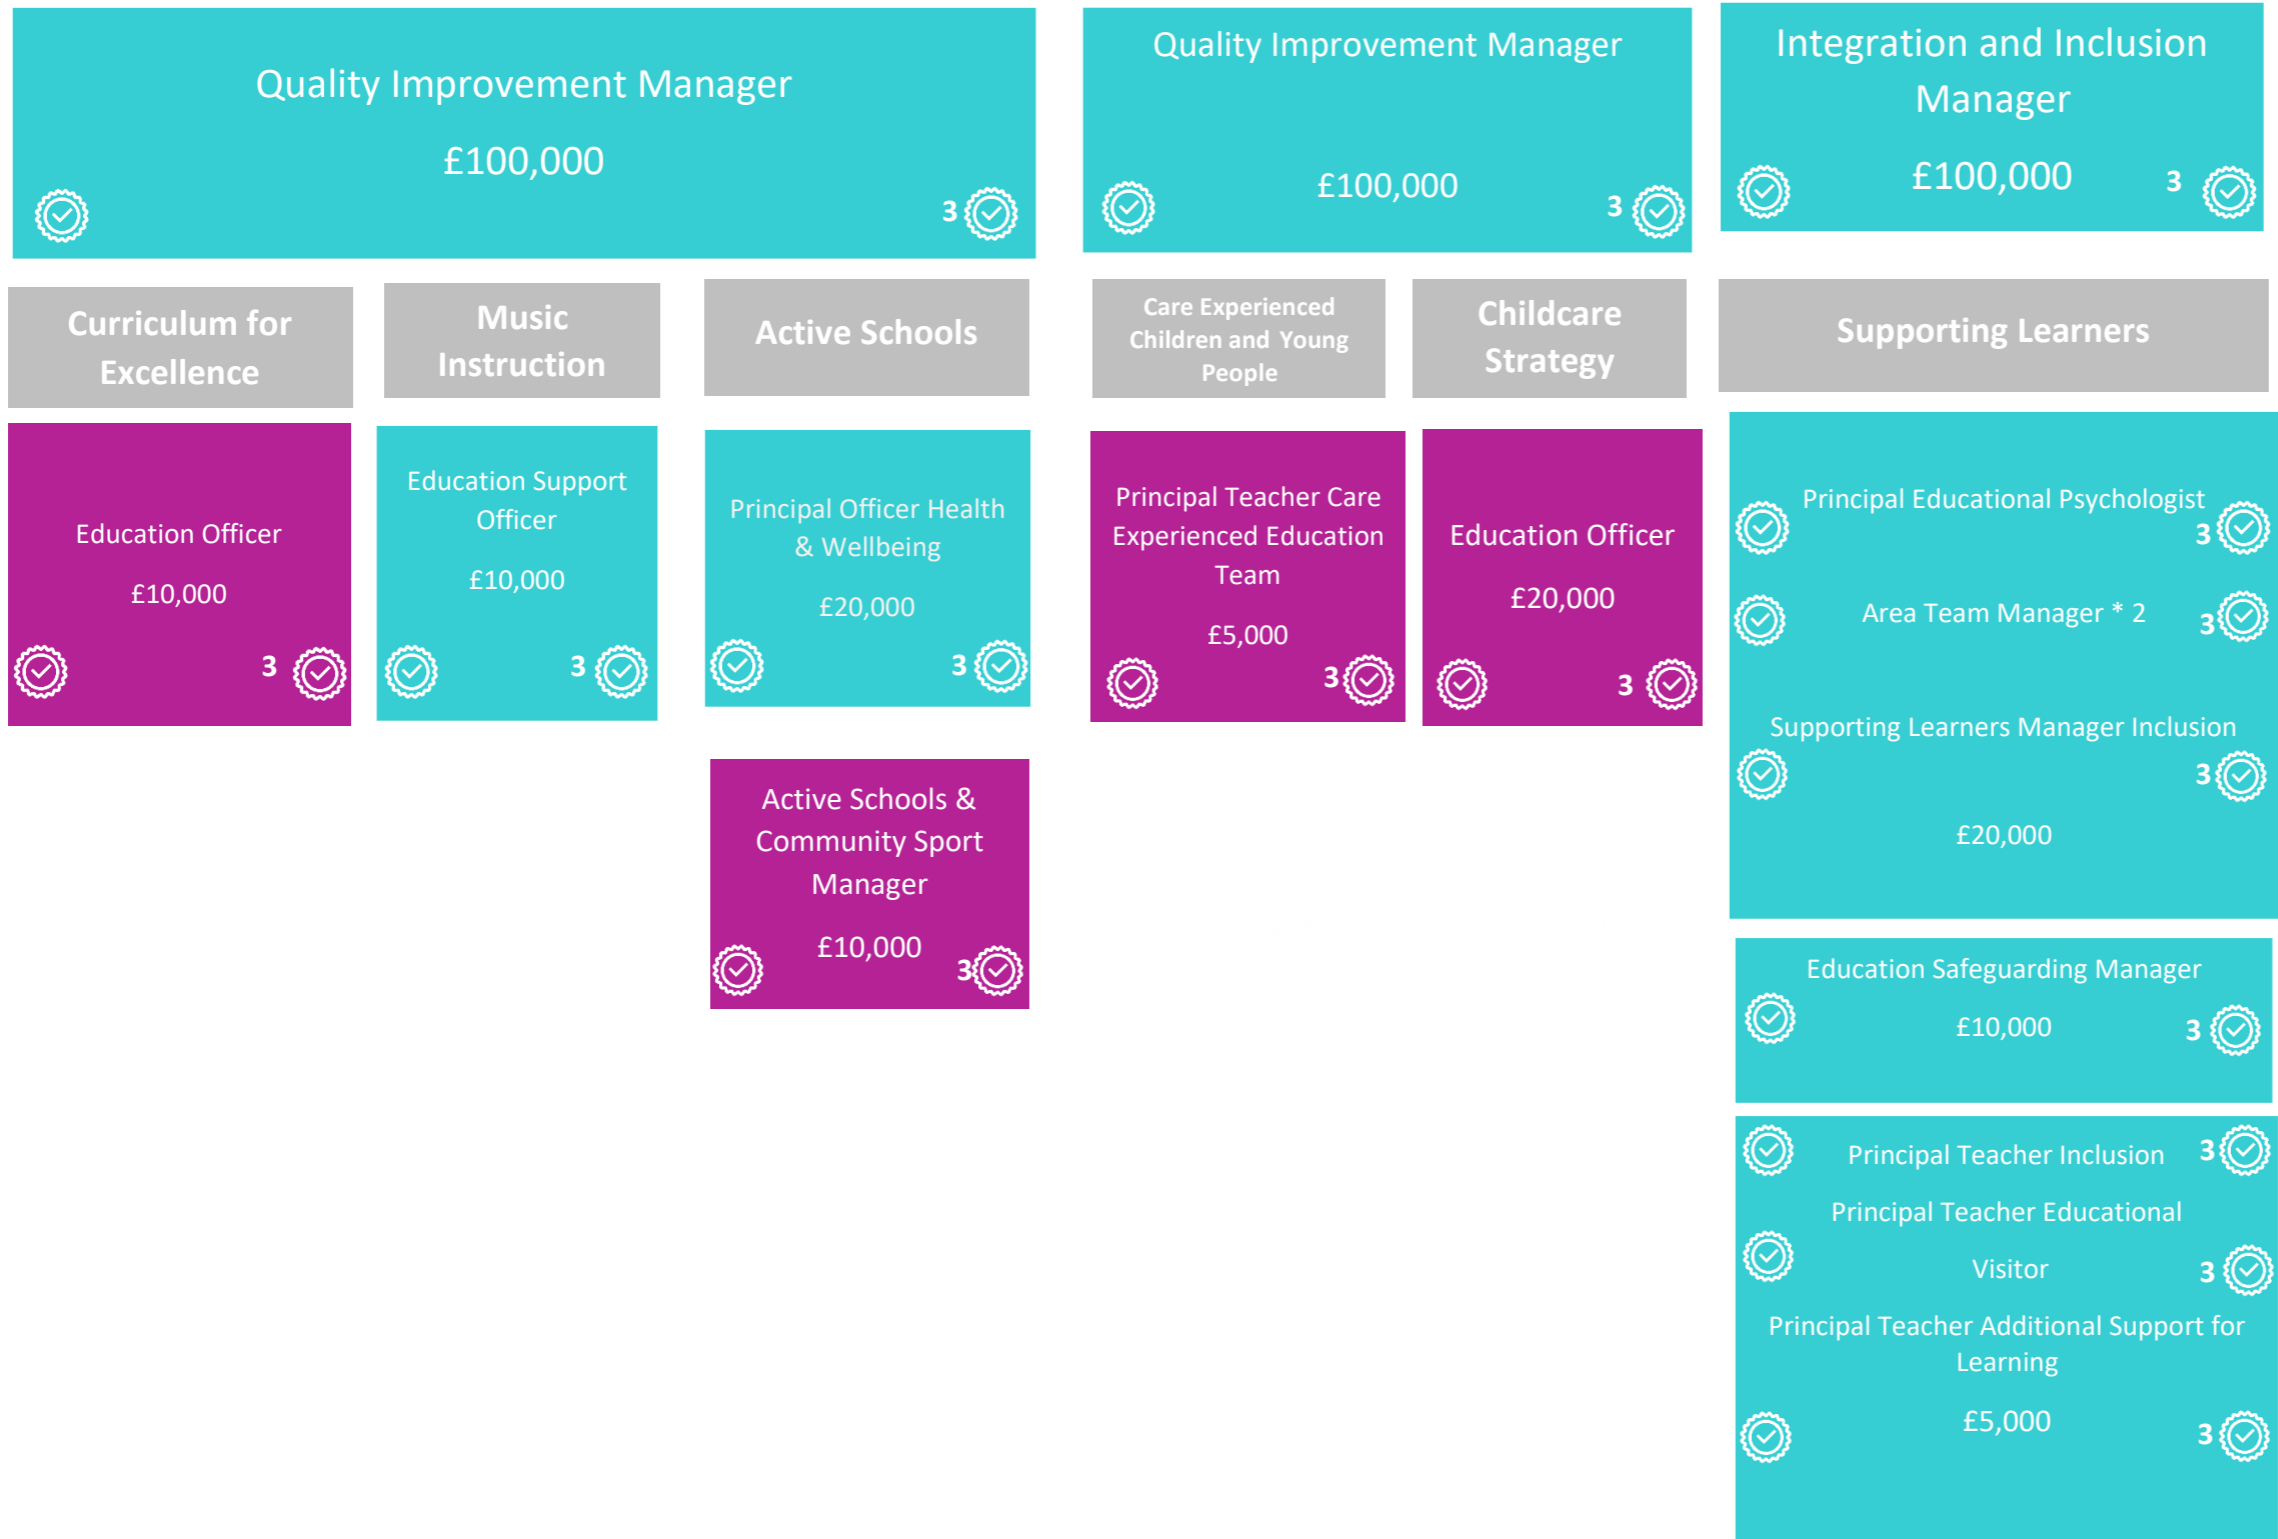 Quality Improvement Manager
£100,000
3
Quality Improvement Manager
£100,000
3
Integration and Inclusion
Manager
£100,000
3
Curriculum for
Excellence
Music
Instruction
Active Schools
Care Experienced
Children and Young
People
Childcare
Strategy
Supporting Learners
Education Officer
£10,000
3
Education Support
Officer
£10,000
3
Principal Officer Health
& Wellbeing
£20,000
3
Active Schools &
Community Sport
Manager
£10,000
3
Principal Teacher Care
Experienced Education
Team
£5,000
3
Education Officer
£20,000
3
Principal Educational Psychologist
3
Area Team Manager * 2
3
Supporting Learners Manager Inclusion
3
£20,000
Education Safeguarding Manager
£10,000
3
Principal Teacher Inclusion
3
Principal Teacher Educational
Visitor
3
Principal Teacher Additional Support for
Learning
£5,000
3